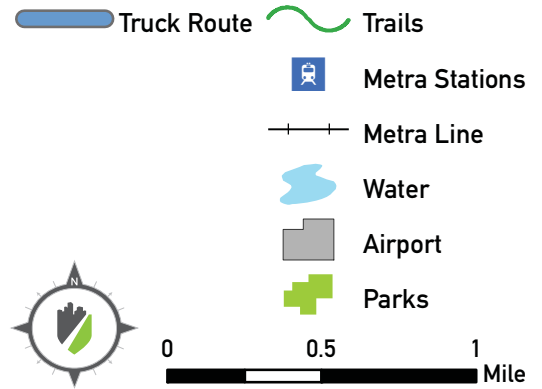 Truck Route Trails
Metra Stations
Metra Line
Water
Airport
Parks
N
0 0.5 1
Mile